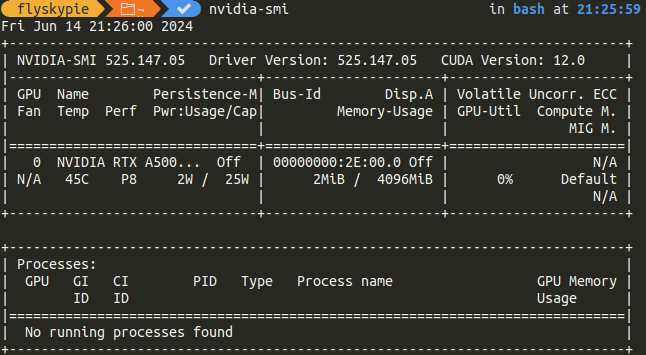 flyskypie ~ ✔ nvidia-smi in bash at 21:25:59
Fri Jun 14 21:26:00 2024
+-----------------------------------------------------------------------------+
| NVIDIA-SMI 525.147.05   Driver Version: 525.147.05   CUDA Version: 12.0     |
|-------------------------------+----------------------+----------------------+
| GPU  Name        Persistence-M| Bus-Id        Disp.A | Volatile Uncorr. ECC |
| Fan  Temp  Perf  Pwr:Usage/Cap|         Memory-Usage | GPU-Util  Compute M. |
|                               |                      |               MIG M. |
|===============================+======================+======================|
|   0  NVIDIA RTX A500...  Off  | 00000000:2E:00.0 Off |                  N/A |
| N/A   45C    P8     2W /  25W |      2MiB /  4096MiB |      0%      Default |
|                               |                      |                  N/A |
+-------------------------------+----------------------+----------------------+

+-----------------------------------------------------------------------------+
| Processes:                                                                  |
|  GPU   GI   CI        PID   Type   Process name                  GPU Memory |
|        ID   ID                                                   Usage      |
|=============================================================================|
|  No running processes found                                                 |
+-----------------------------------------------------------------------------+